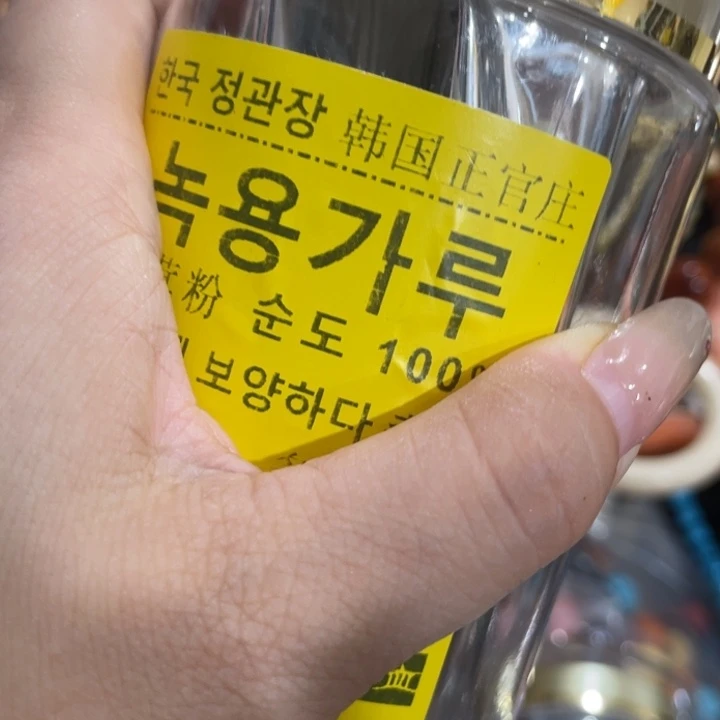 한국 정관장 韩国正官庄
녹용가루
粉 순도 100
보양하다